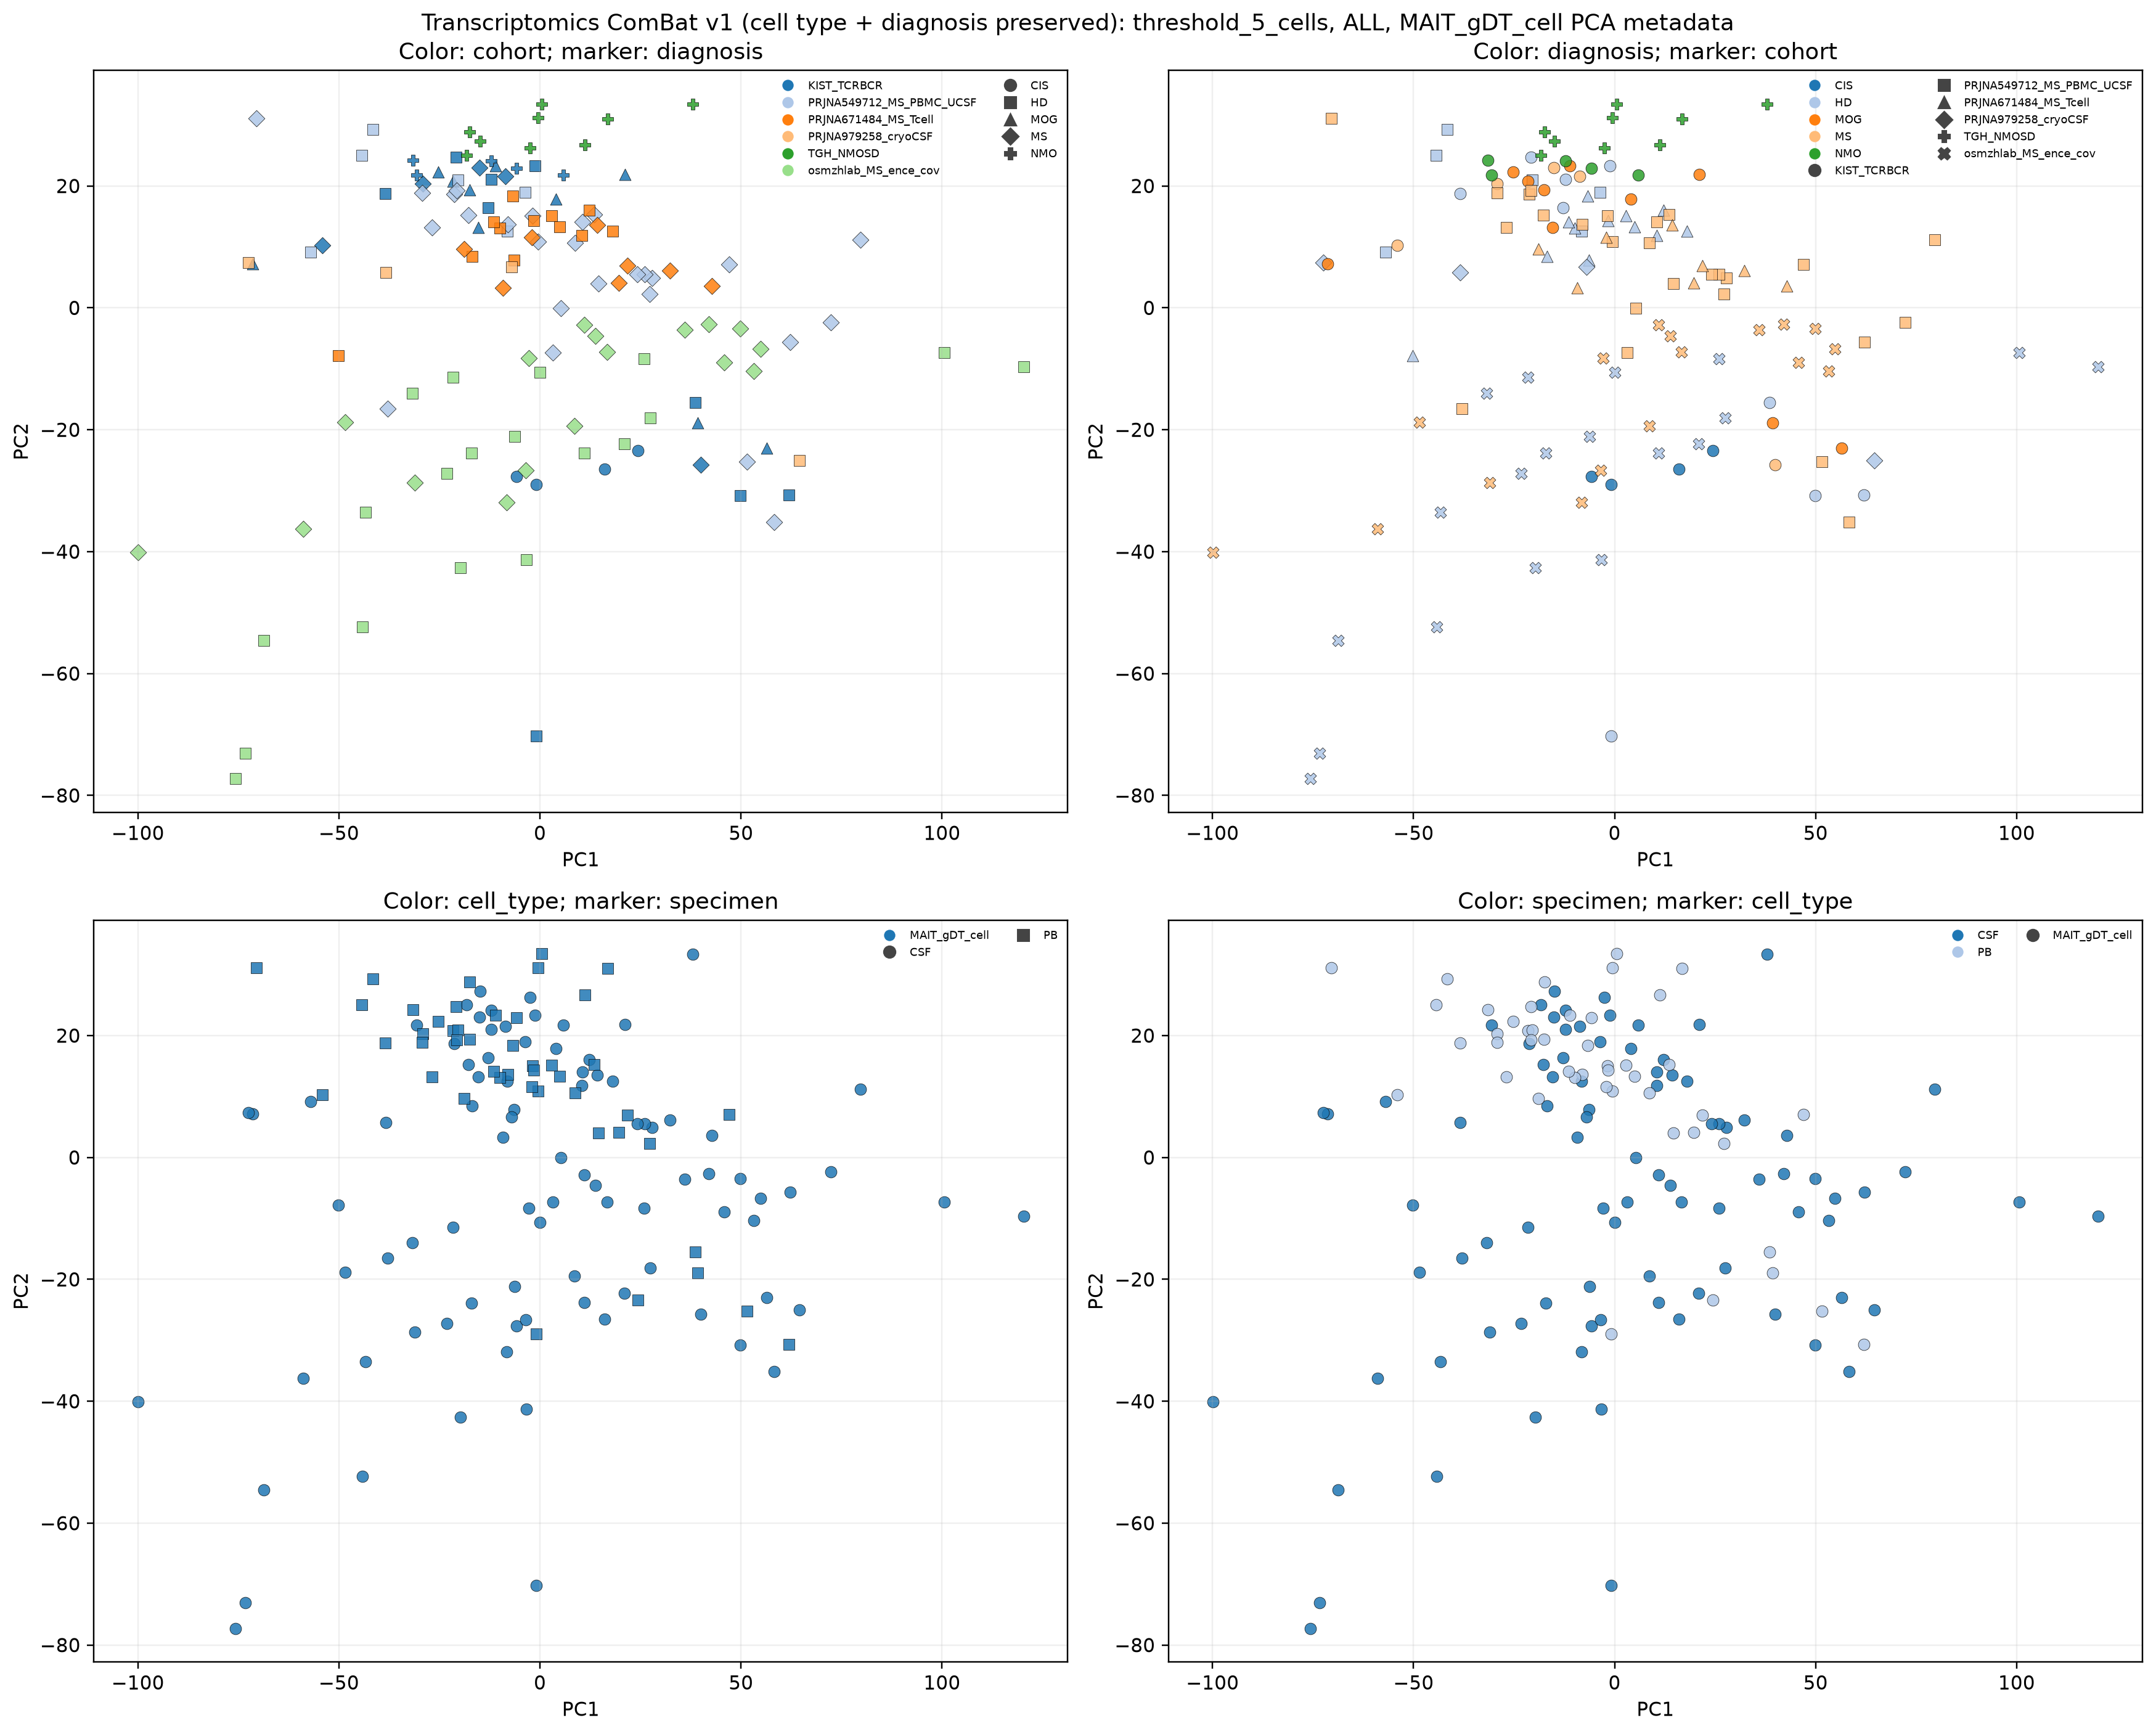 Transcriptomics ComBat v1 (cell type + diagnosis preserved): threshold_5_cells, ALL, MAIT_gDT_cell PCA metadata
Color: cohort; marker: diagnosis
KIST_TCRBCR
PRJNA549712_MS_PBMC_UCSF
PRJNA671484_MS_Tcell
PRJNA979258_cryoCSF
TGH_NMOSD
osmzhlab_MS_ence_cov
CIS
HD
MOG
MS
NMO
20
0
−20
−40
−60
−80
PC2
−100
−50
0
50
100
PC1
Color: diagnosis; marker: cohort
CIS
HD
MOG
MS
NMO
KIST_TCRBCR
PRJNA549712_MS_PBMC_UCSF
PRJNA671484_MS_Tcell
PRJNA979258_cryoCSF
TGH_NMOSD
osmzhlab_MS_ence_cov
20
0
−20
−40
−60
−80
PC2
−100
−50
0
50
100
PC1
Color: cell_type; marker: specimen
MAIT_gDT_cell
CSF
PB
20
0
−20
−40
−60
−80
PC2
−100
−50
0
50
100
PC1
Color: specimen; marker: cell_type
CSF
PB
MAIT_gDT_cell
20
0
−20
−40
−60
−80
PC2
−100
−50
0
50
100
PC1